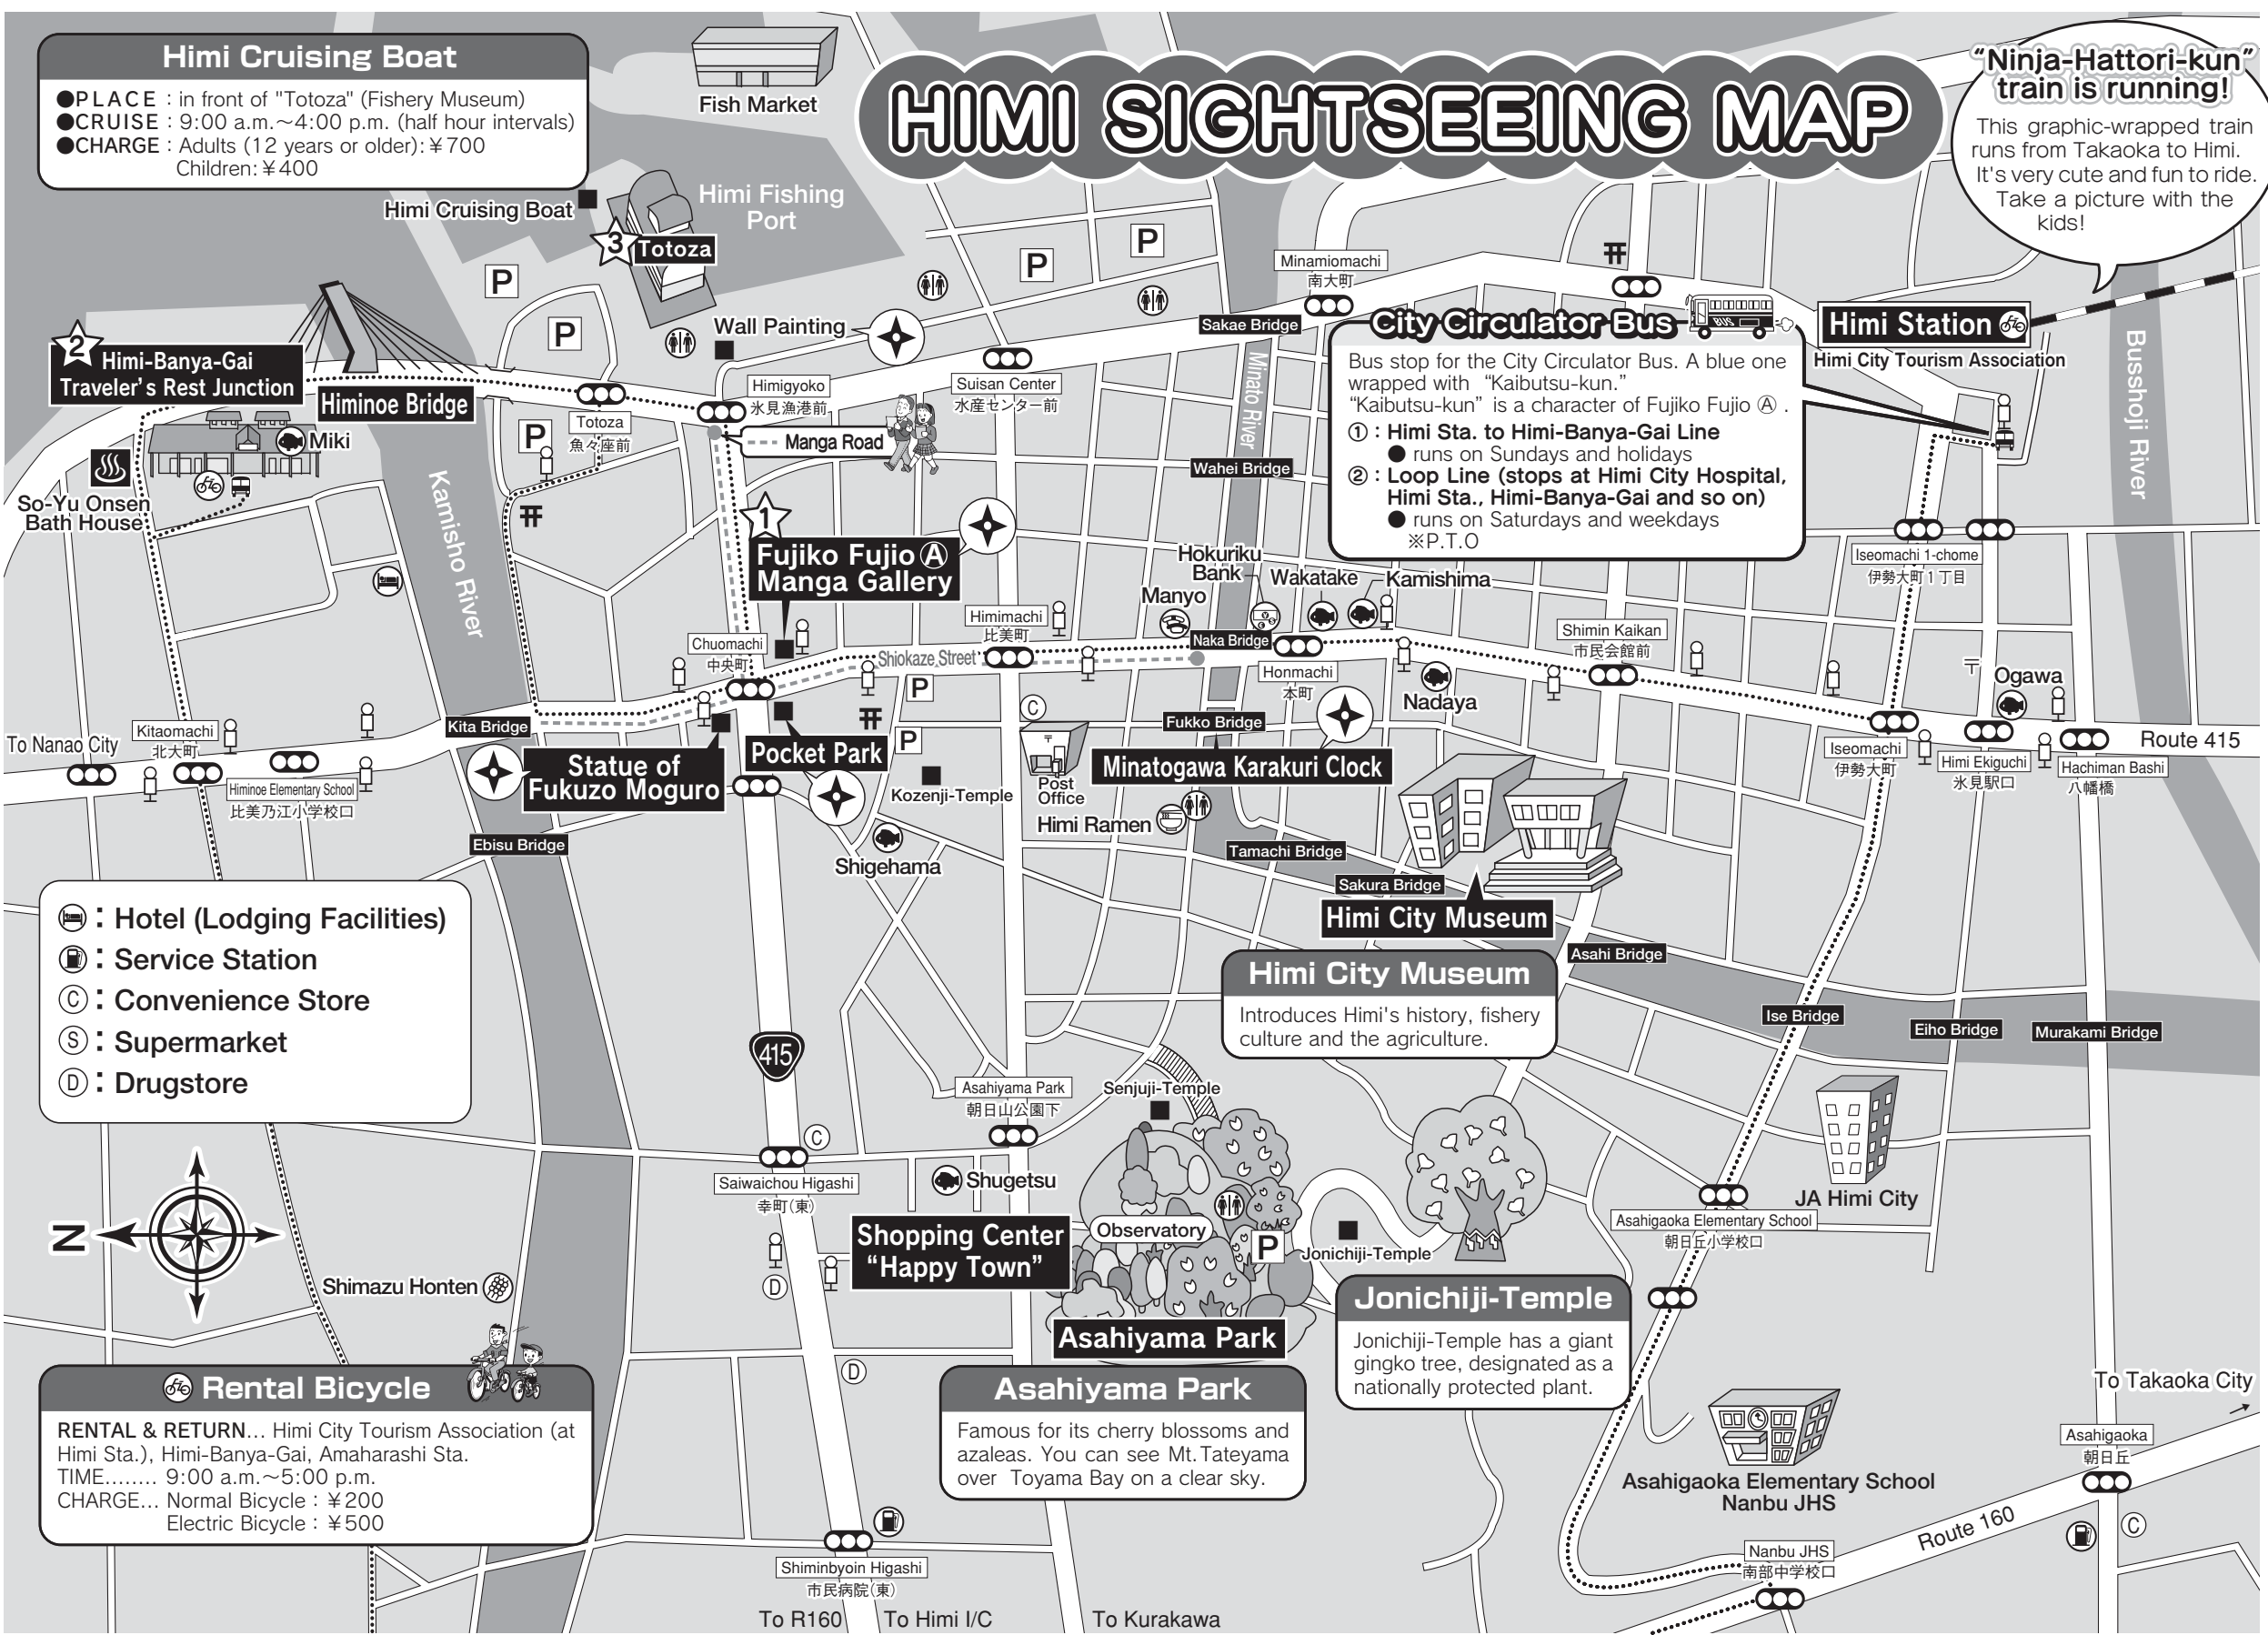 HIMI SIGHTSEEING MAP
Himi Cruising Boat
●PLACE : in front of "Totoza" (Fishery Museum)
●CRUISE : 9:00 a.m.～4:00 p.m. (half hour intervals)
●CHARGE : Adults (12 years or older): ¥700
Children: ¥400
Fish Market
"Ninja-Hattori-kun"
train is running!
This graphic-wrapped train
runs from Takaoka to Himi.
It's very cute and fun to ride.
Take a picture with the
kids!
Himi Cruising Boat
Himi Fishing
Port
3
Totoza
P
P
P
P
P
Wall Painting
Minamiomachi
南大町
Sakae Bridge
2
Himi-Banya-Gai
Traveler's Rest Junction
Himinoe Bridge
Totoza
魚々座前
Himigyoko
氷見漁港前
Suisan Center
水産センター前
Manga Road
Miki
So-Yu Onsen
Bath House
Kamisho River
Minato River
Wahei Bridge
City Circulator Bus
BUS
Bus stop for the City Circulator Bus. A blue one
wrapped with "Kaibutsu-kun."
"Kaibutsu-kun" is a character of Fujiko Fujio Ⓐ.
①: Himi Sta. to Himi-Banya-Gai Line
● runs on Sundays and holidays
②: Loop Line (stops at Himi City Hospital,
Himi Sta., Himi-Banya-Gai and so on)
● runs on Saturdays and weekdays
※P.T.O
Himi Station
Himi City Tourism Association
Busshoji River
1
Fujiko Fujio Ⓐ
Manga Gallery
Hokuriku
Bank
Wakatake
Kamishima
Manyo
Iseomachi 1-chome
伊勢大町1丁目
Himimachi
比美町
Chuomachi
中央町
Shiokaze Street
Naka Bridge
Honmachi
本町
Shimin Kaikan
市民会館前
Nadaya
〒
Ogawa
P
P
C
Fukko Bridge
Kitaomachi
北大町
To Nanao City
Himinoe Elementary School
比美乃江小学校口
Kita Bridge
Statue of
Fukuzo Moguro
Pocket Park
Kozenji-Temple
〒
Post
Office
Minatogawa Karakuri Clock
Himi Ramen
Iseomachi
伊勢大町
Himi Ekiguchi
氷見駅口
Hachiman Bashi
八幡橋
Route 415
Ebisu Bridge
Shigehama
Tamachi Bridge
Sakura Bridge
Himi City Museum
Asahi Bridge
Himi City Museum
Introduces Himi's history, fishery
culture and the agriculture.
Ise Bridge
Eiho Bridge
Murakami Bridge
: Hotel (Lodging Facilities)
: Service Station
Ⓒ: Convenience Store
Ⓢ: Supermarket
Ⓓ: Drugstore
415
Asahiyama Park
朝日山公園下
Senjuji-Temple
C
Saiwaichou Higashi
幸町(東)
Shugetsu
Observatory
P
Jonichiji-Temple
JA Himi City
Asahigaoka Elementary School
朝日丘小学校口
N
Shopping Center
"Happy Town"
D
Shimazu Honten
Asahiyama Park
Jonichiji-Temple
Jonichiji-Temple has a giant
gingko tree, designated as a
nationally protected plant.
D
Rental Bicycle
RENTAL & RETURN... Himi City Tourism Association (at
Himi Sta.), Himi-Banya-Gai, Amaharashi Sta.
TIME........ 9:00 a.m.～5:00 p.m.
CHARGE... Normal Bicycle : ¥200
Electric Bicycle : ¥500
Asahiyama Park
Famous for its cherry blossoms and
azaleas. You can see Mt.Tateyama
over Toyama Bay on a clear sky.
To Takaoka City
Asahigaoka
朝日丘
Asahigaoka Elementary School
Nanbu JHS
Route 160
C
Nanbu JHS
南部中学校口
Shiminbyoin Higashi
市民病院(東)
To R160
To Himi I/C
To Kurakawa